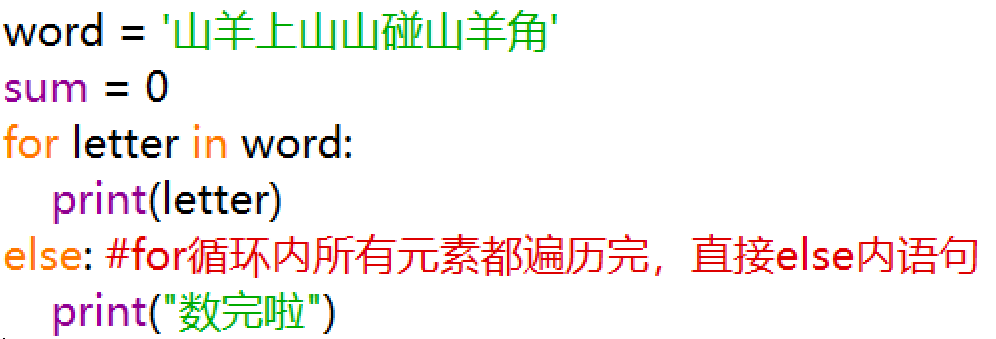 word = '山羊上山山碰山羊角'
sum = 0
for letter in word:
    print(letter)
else: #for循环内所有元素都遍历完，直接else内语句
    print("数完啦")